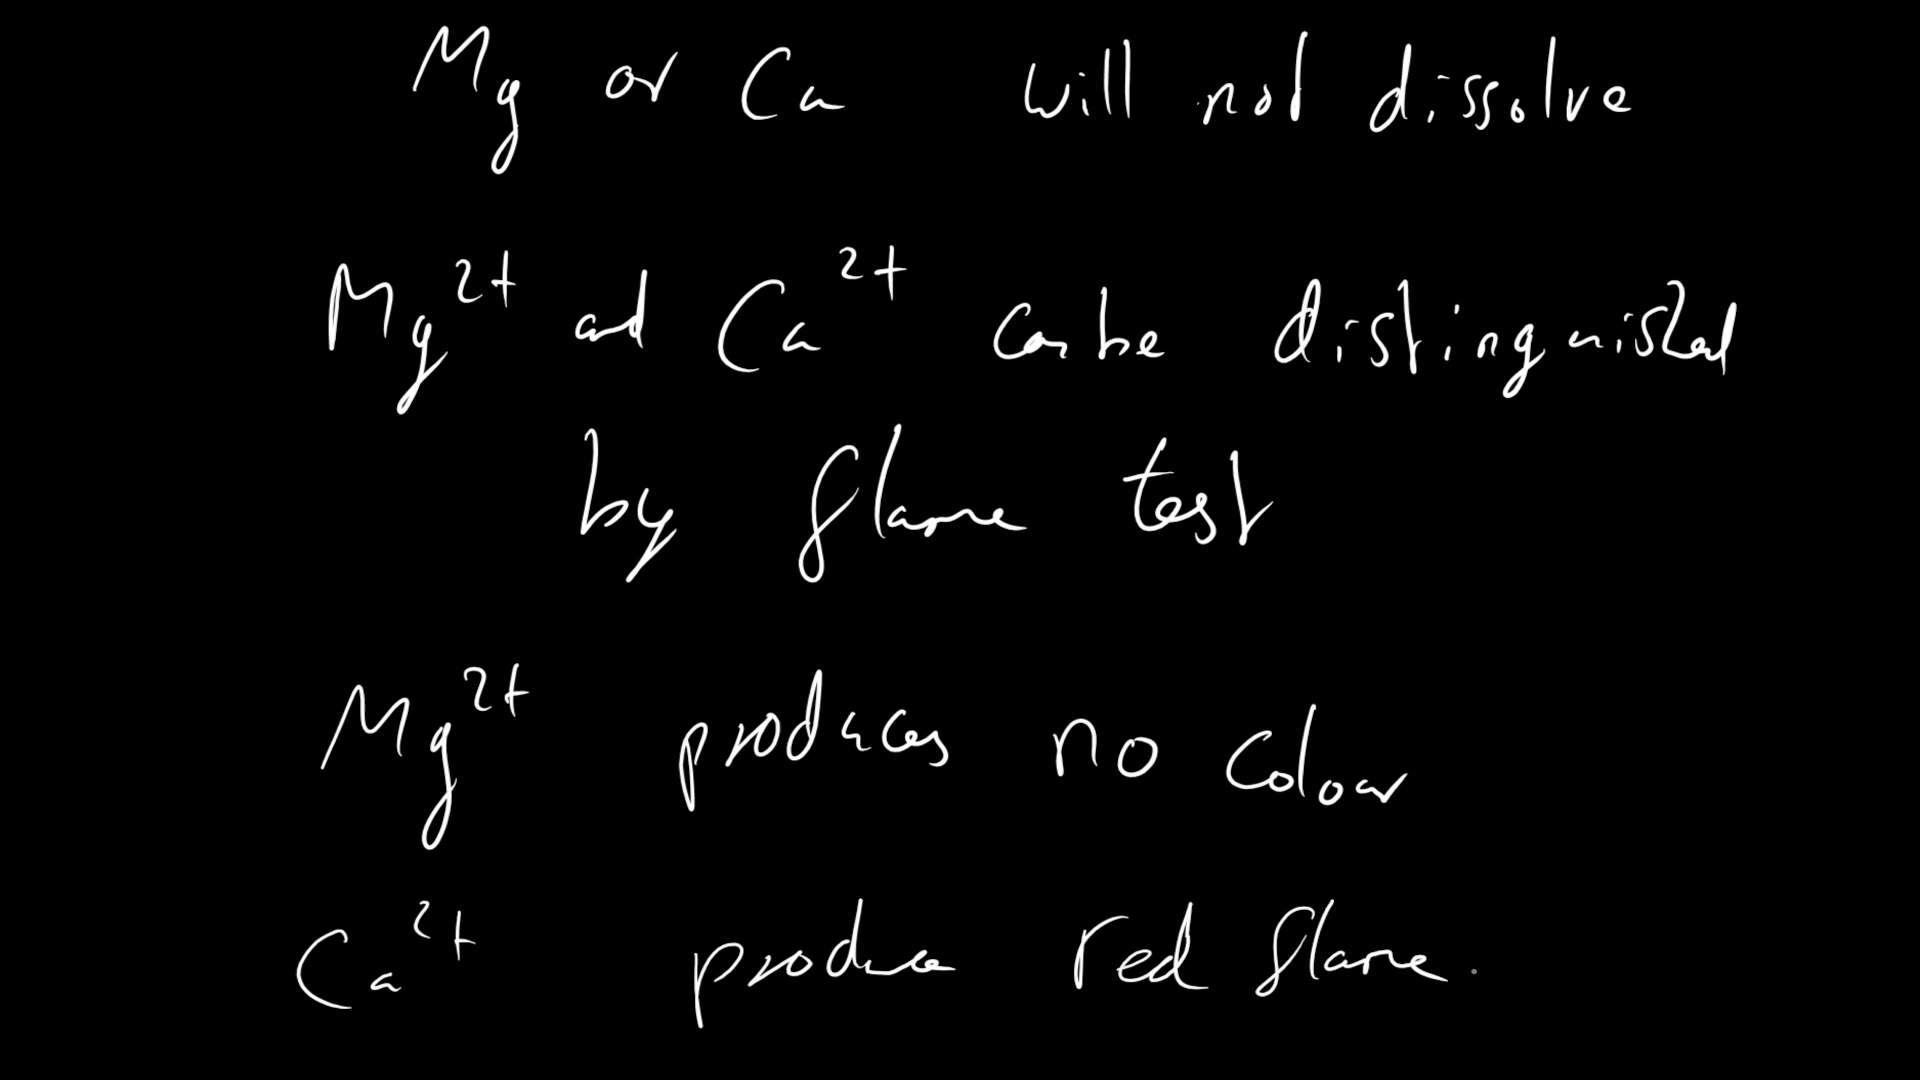 Mg or Ca will not dissolve
Mg²⁺ and Ca²⁺ can be distinguished
by flame test
Mg²⁺ produces no colour
Ca²⁺ produce red flame.